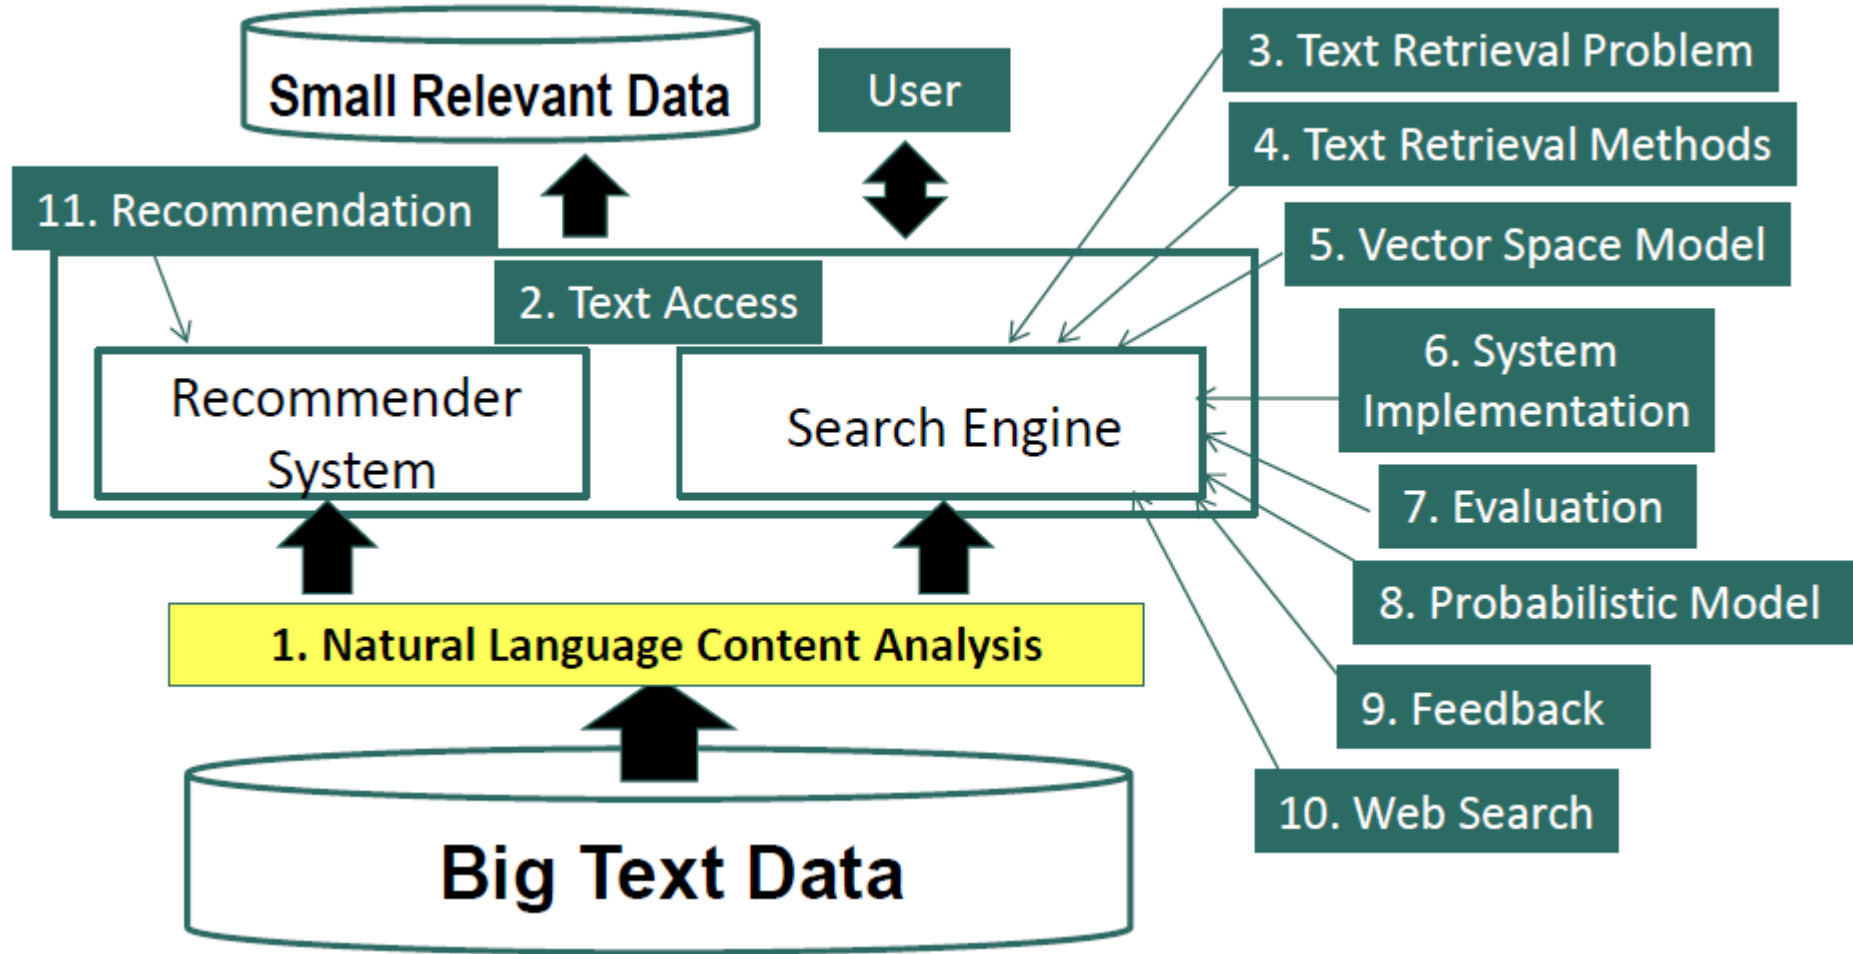 Small Relevant Data
User
3. Text Retrieval Problem
4. Text Retrieval Methods
11. Recommendation
5. Vector Space Model
2. Text Access
Recommender
System
Search Engine
6. System
Implementation
7. Evaluation
8. Probabilistic Model
1. Natural Language Content Analysis
9. Feedback
10. Web Search
Big Text Data